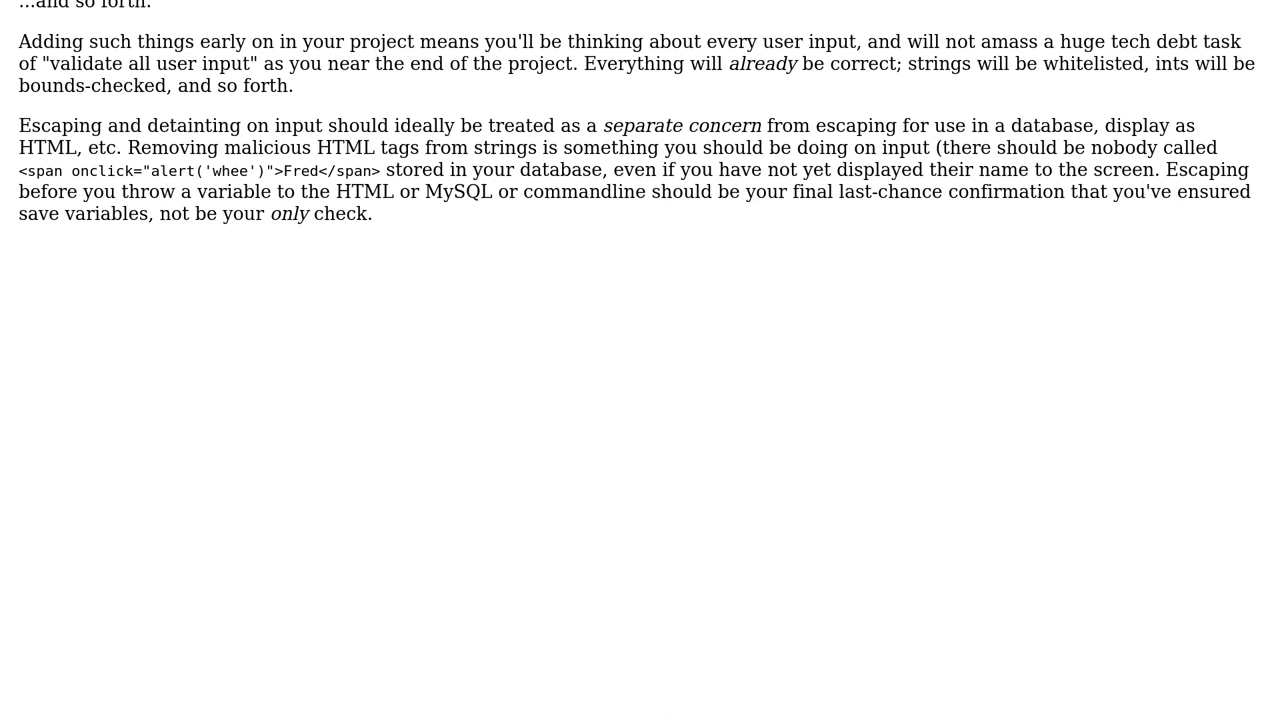 ...and so forth.
Adding such things early on in your project means you'll be thinking about every user input, and will not amass a huge tech debt task
of "validate all user input" as you near the end of the project. Everything will already be correct; strings will be whitelisted, ints will be
bounds-checked, and so forth.
Escaping and detainting on input should ideally be treated as a separate concern from escaping for use in a database, display as
HTML, etc. Removing malicious HTML tags from strings is something you should be doing on input (there should be nobody called
<span onclick="alert('whee')">Fred</span> stored in your database, even if you have not yet displayed their name to the screen. Escaping
before you throw a variable to the HTML or MySQL or commandline should be your final last-chance confirmation that you've ensured
save variables, not be your only check.